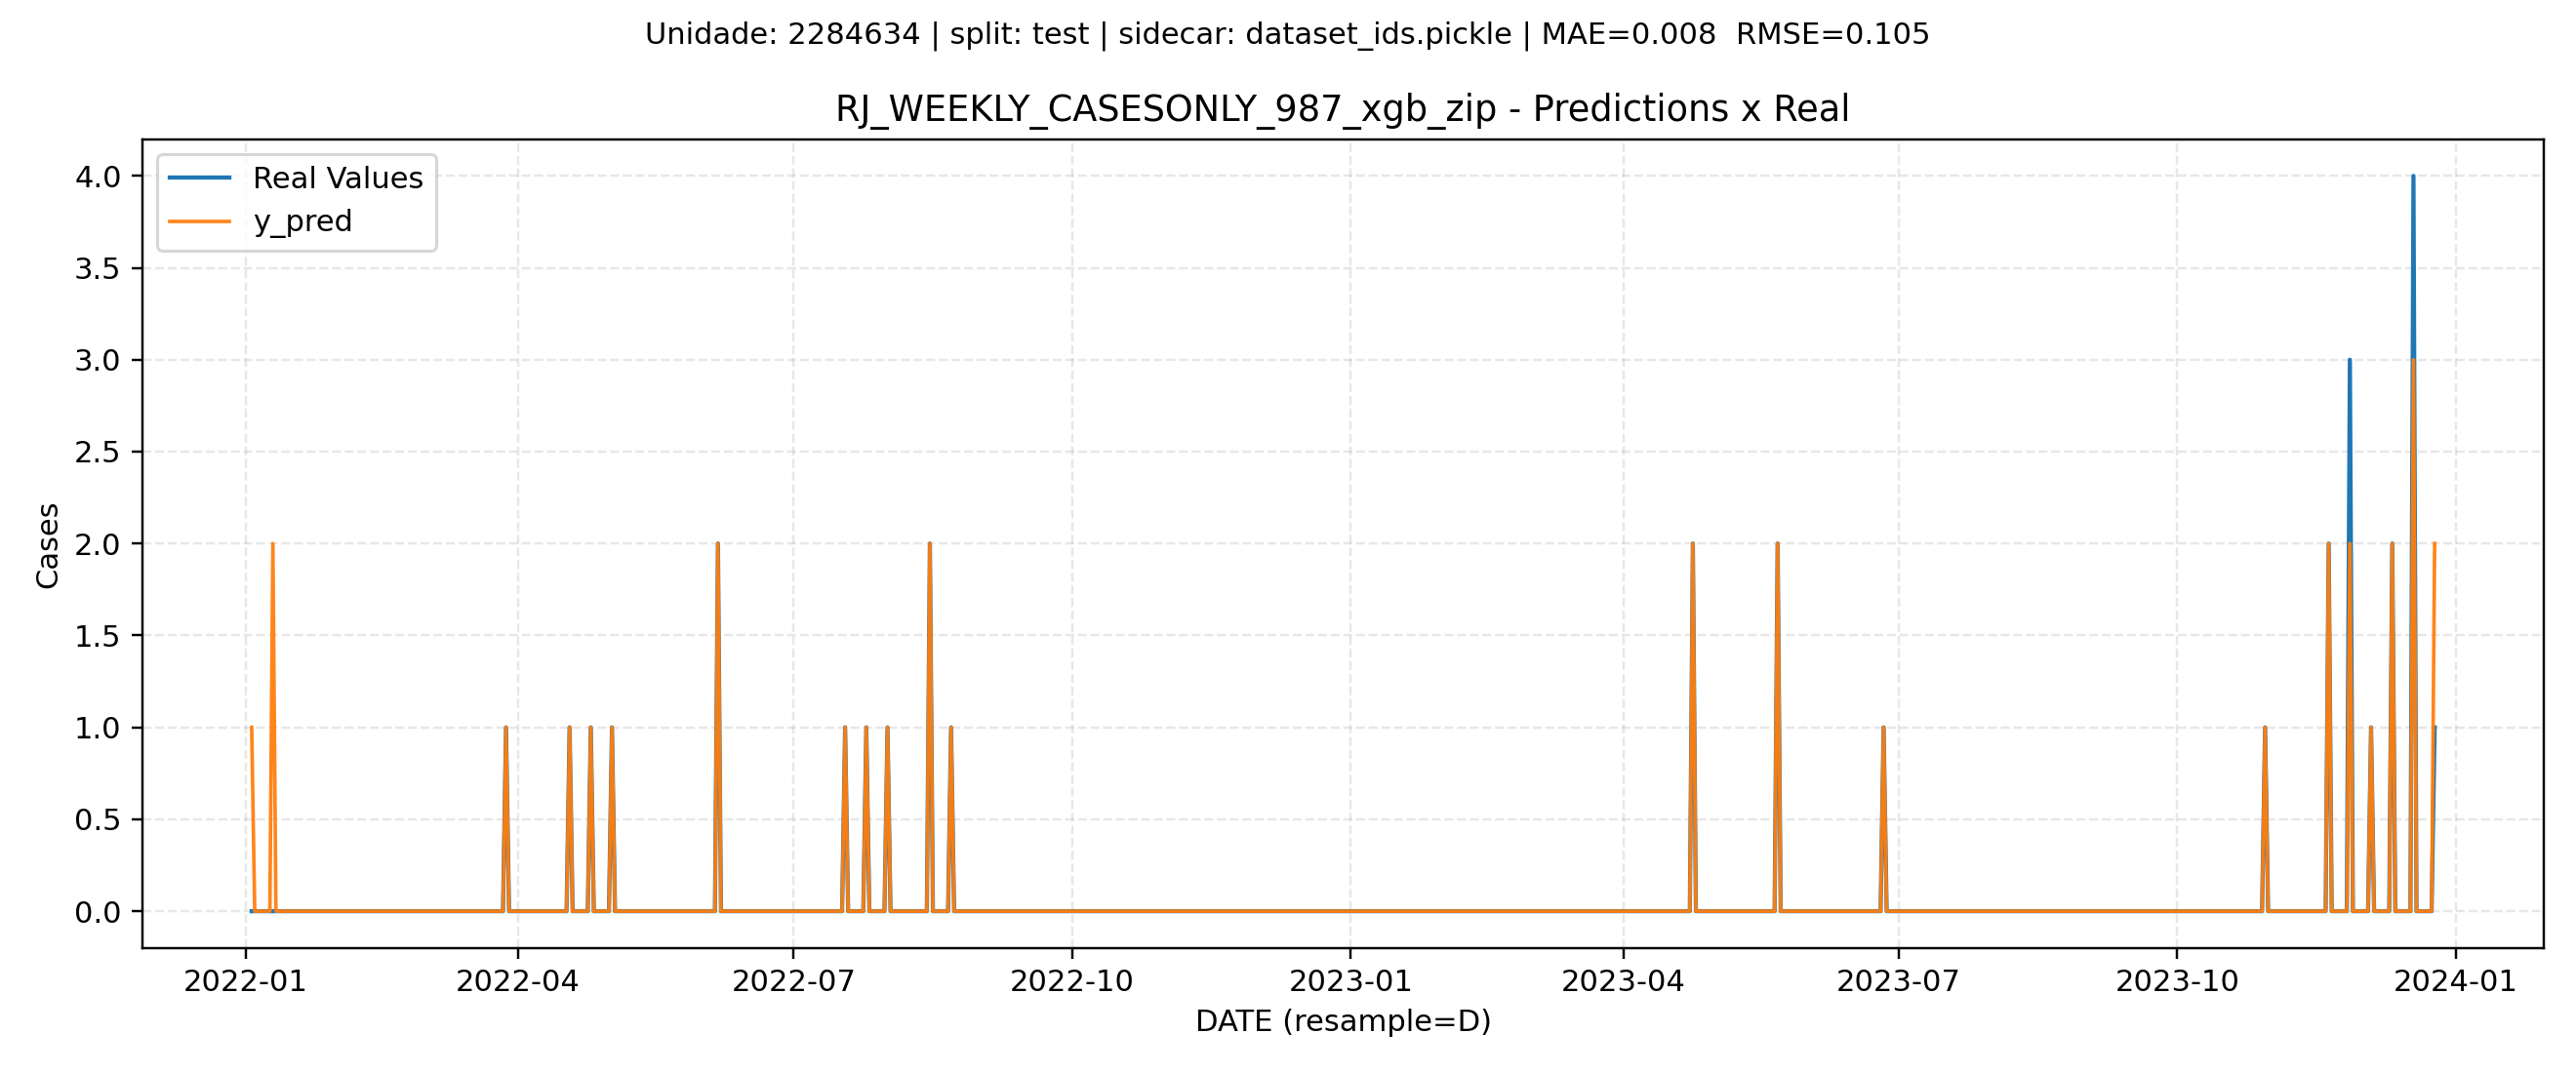 Unidade: 2284634 | split: test | sidecar: dataset_ids.pickle | MAE=0.008  RMSE=0.105
RJ_WEEKLY_CASESONLY_987_xgb_zip - Predictions x Real
Real Values
y_pred
4.0
3.5
3.0
2.5
2.0
1.5
1.0
0.5
0.0
Cases
2022-01 2022-04 2022-07 2022-10 2023-01 2023-04 2023-07 2023-10 2024-01
DATE (resample=D)